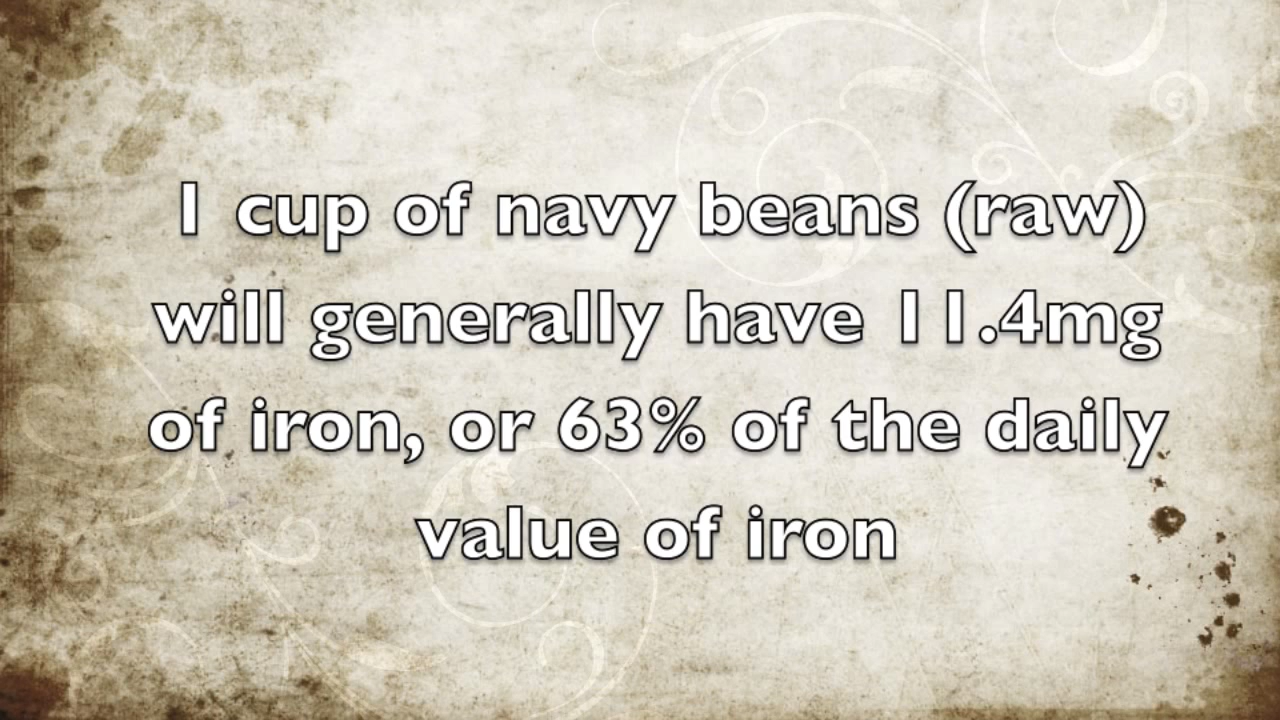 1 cup of navy beans (raw)
will generally have 11.4mg
of iron, or 63% of the daily
value of iron